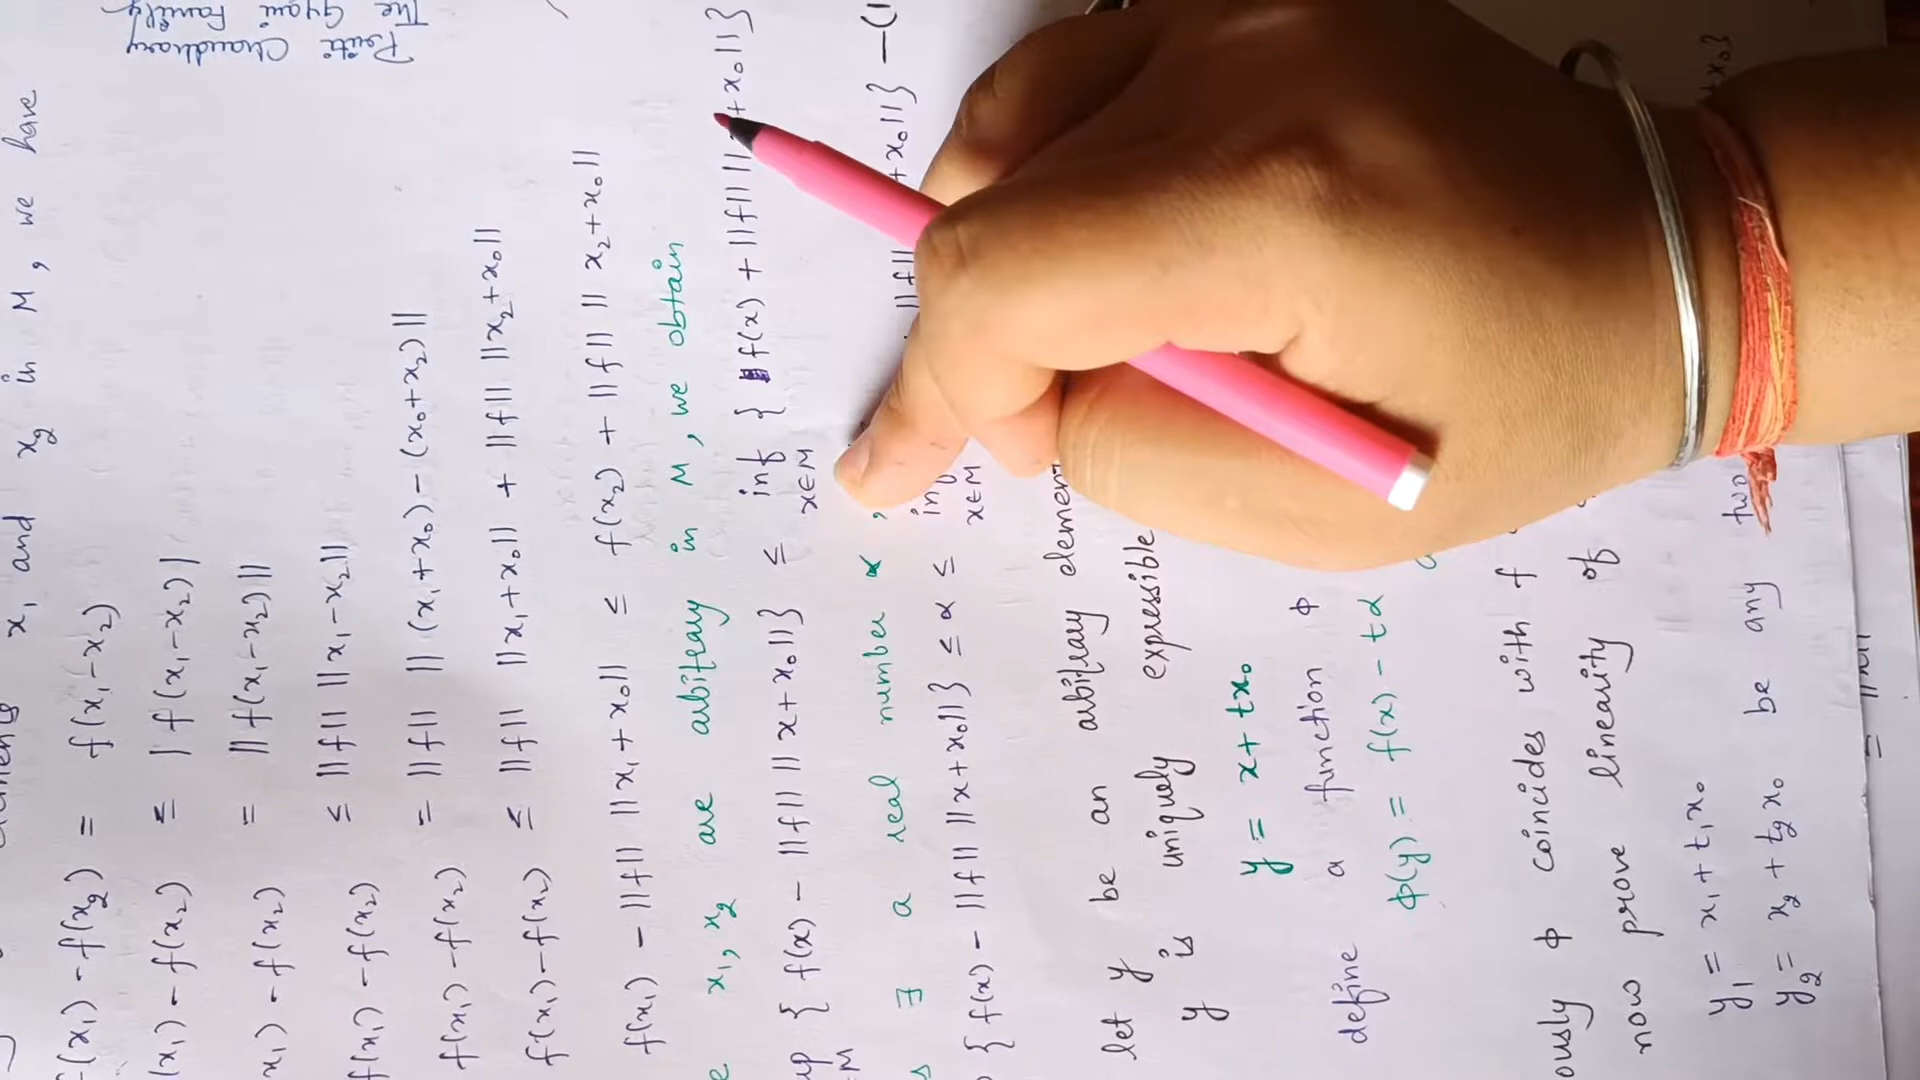 Priti Chaudhary
The Gyani Family
x₁ and x₂ in M, we have
f(x₁) - f(x₂) = f(x₁-x₂)
(x₁) - f(x₂) ≤ |f(x₁-x₂)|
x₁) - f(x₂) = ||f(x₁-x₂)||
f(x₁) - f(x₂) ≤ ||f|| ||x₁-x₂||
f(x₁) - f(x₂) = ||f|| ||(x₁+x₀) - (x₀+x₂)||
f(x₁) - f(x₂) ≤ ||f|| ||x₁+x₀|| + ||f|| ||x₂+x₀||
f(x₁) - ||f|| ||x₁+x₀|| ≤ f(x₂) + ||f|| ||x₂+x₀||
x₁, x₂ are arbitrary in M, we obtain
{f(x) - ||f|| ||x+x₀||} ≤ inf {f(x) + ||f|| +x₀||}
x∈M
∃ a real number α,
{f(x) - ||f|| ||x+x₀||} ≤ α ≤ ||f|| +x₀||} -(1
x∈M
let y be an arbitrary
y is uniquely expressible
y = x + tx₀
define a function ϕ
ϕ(y) = f(x) - tα
ϕ coincides with f
now prove linearity of
y₁ = x₁ + t₁x₀
y₂ = x₂ + t₂x₀ be any two